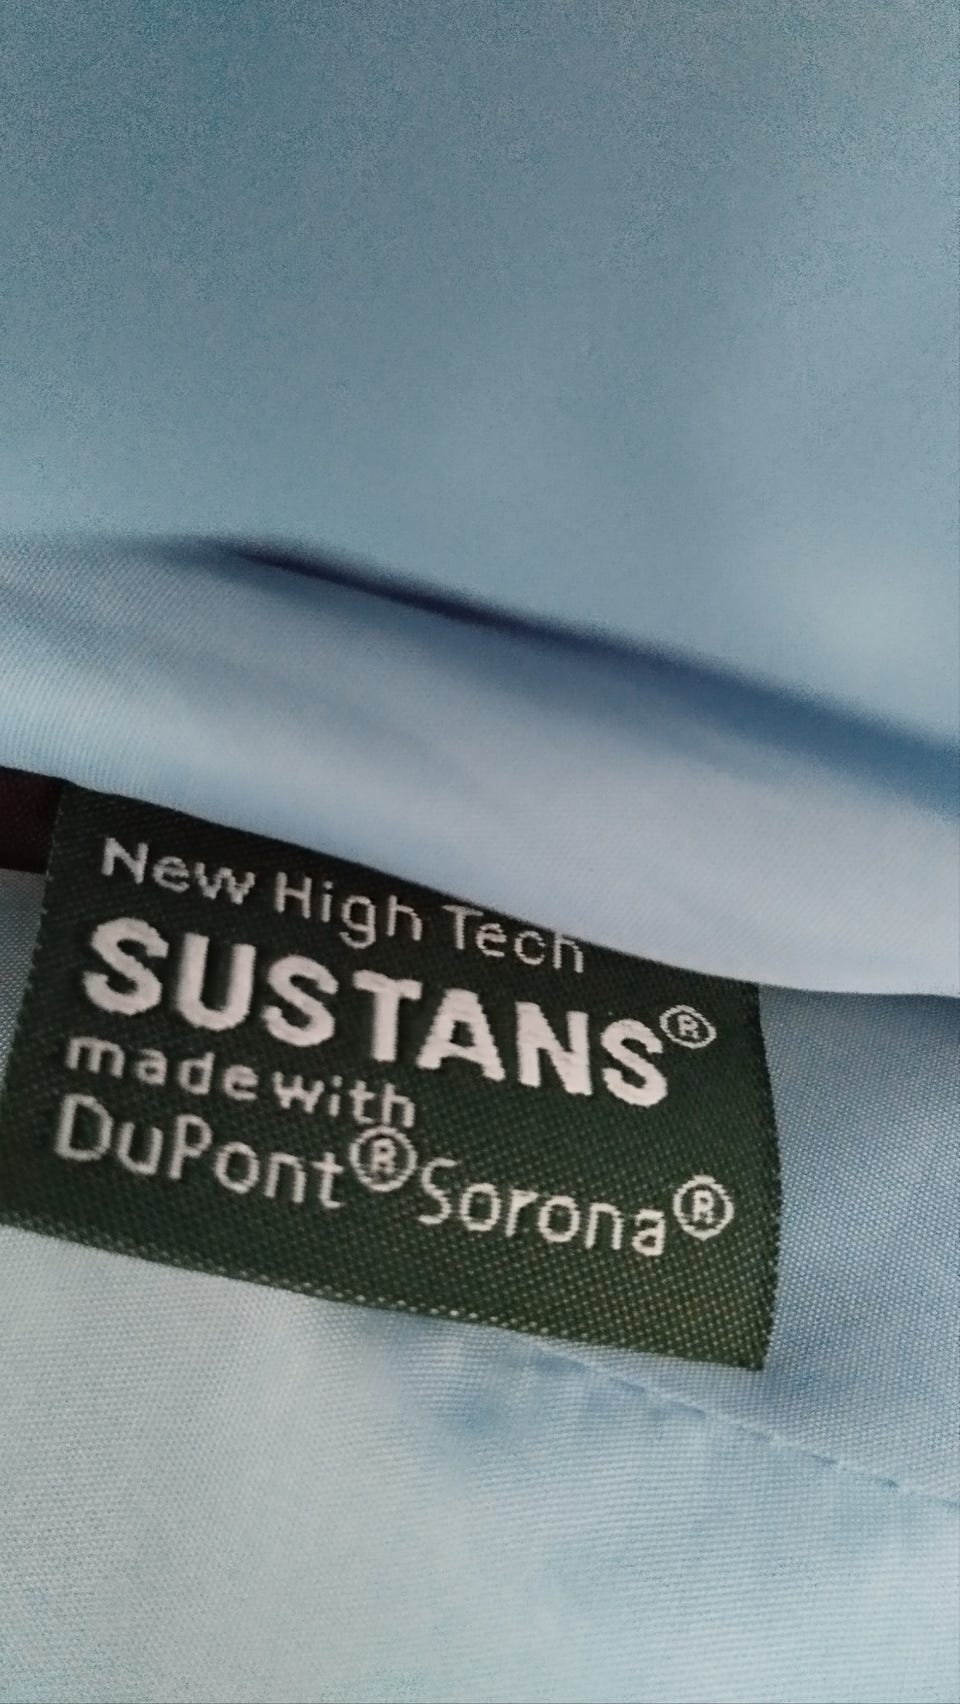 New High Tech
SUSTANS®
made with
DuPont® Sorona®